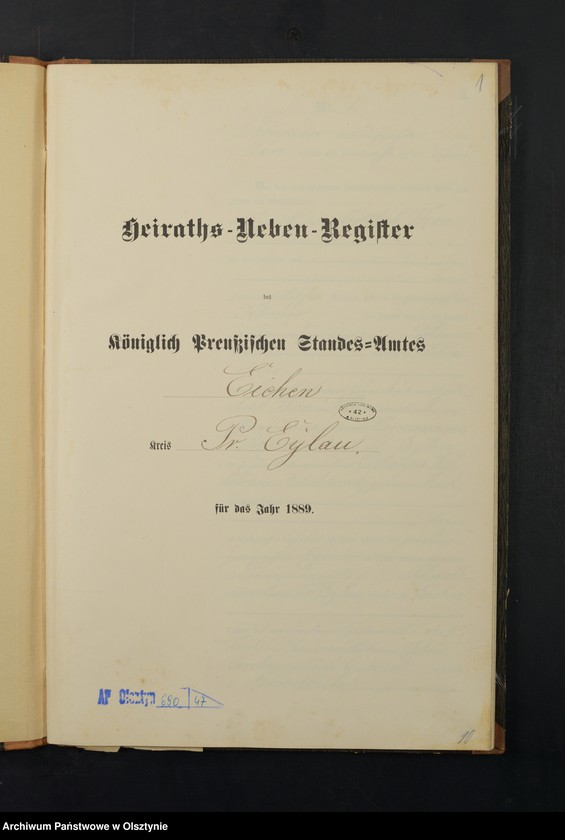 1
Heiraths-Neben-Register
des
Königlich Preußischen Standes-Amtes
Eichen
42
Kreis Pr. Eylau.
für das Jahr 1889.
AP Olsztyn 690 47
10
Archiwum Państwowe w Olsztynie